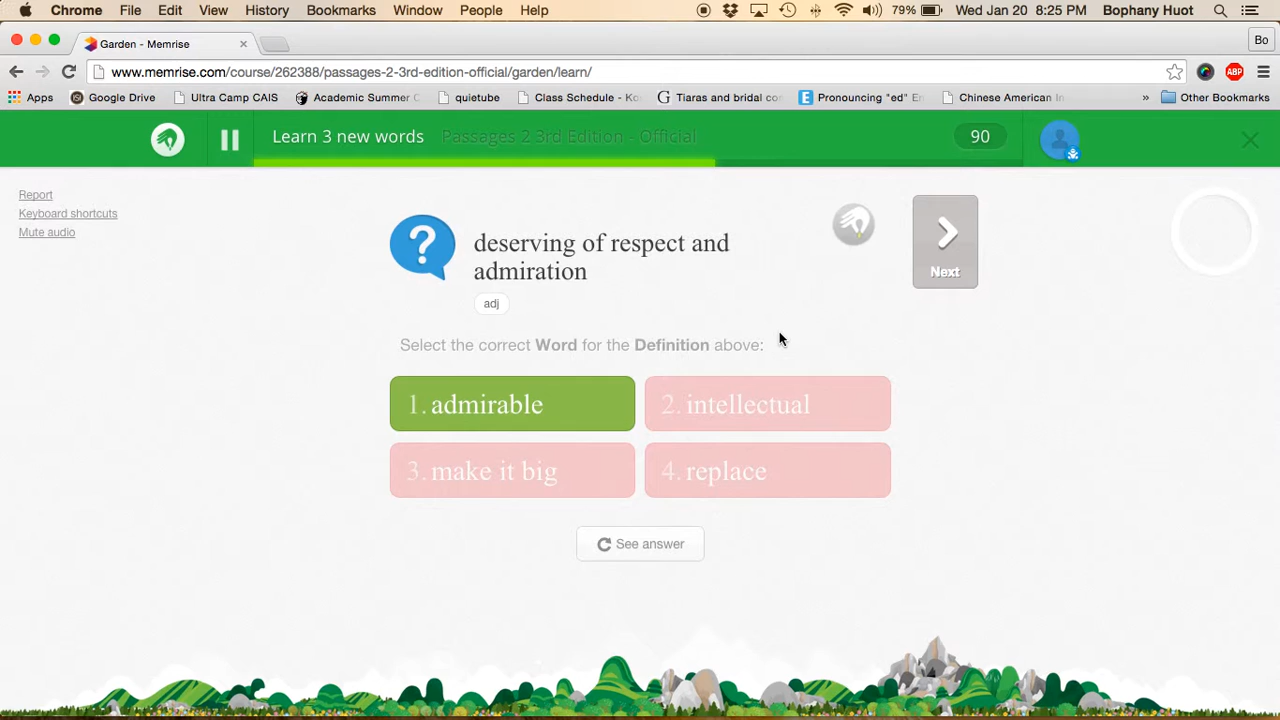 Chrome File Edit View History Bookmarks Window People Help 79% Wed Jan 20 8:25 PM Bophany Huot
Garden - Memrise Bo
www.memrise.com/course/262388/passages-2-3rd-edition-official/garden/learn/ ABP
Apps Google Drive Ultra Camp CAIS Academic Summer C quietube Class Schedule - Ko G Tiaras and bridal co E Pronouncing "ed" En Chinese American In » Other Bookmarks
Learn 3 new words Passages 2 3rd Edition - Official 90
Report
Keyboard shortcuts
Mute audio
? deserving of respect and
admiration
adj
Next
Select the correct Word for the Definition above:
1. admirable 2. intellectual
3. make it big 4. replace
See answer